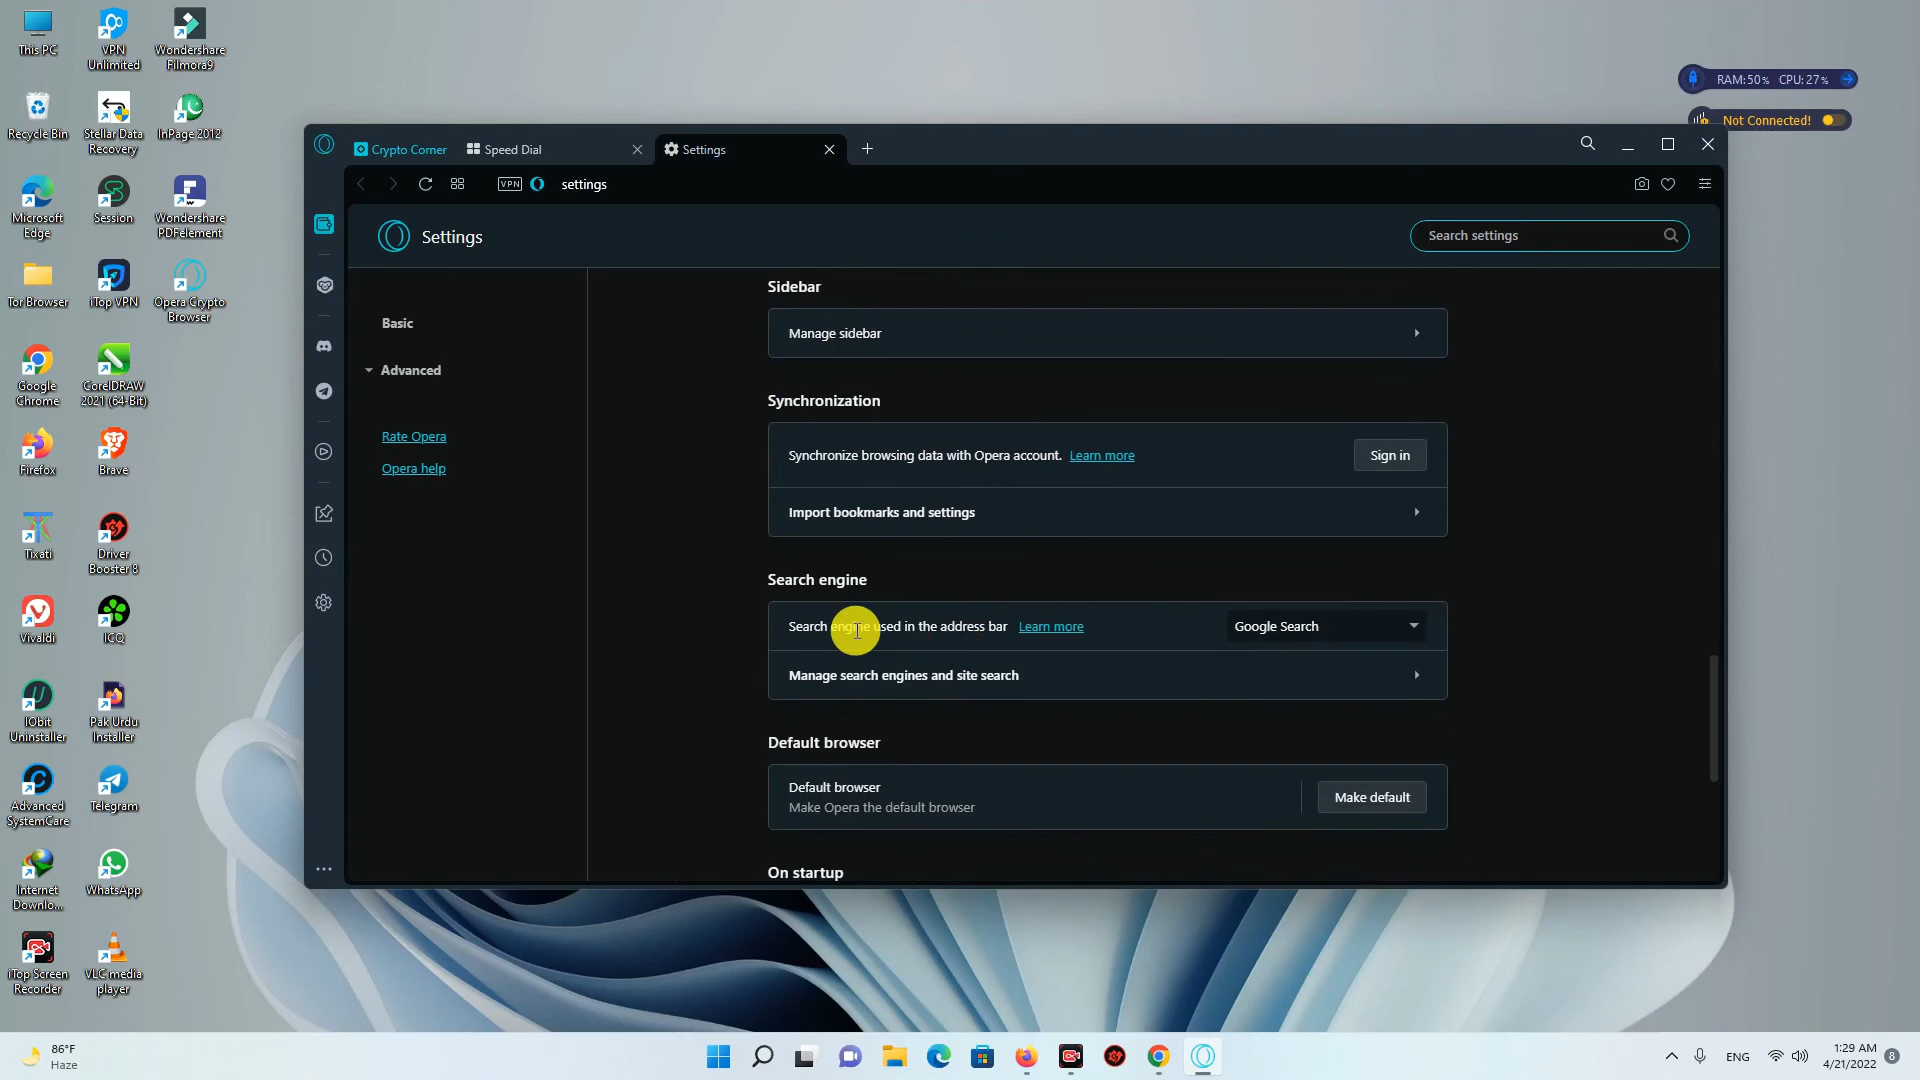 This PC
VPN
Unlimited
Wondershare
Filmora9
Recycle Bin
Stellar Data
Recovery
InPage 2012
Microsoft
Edge
Session
Wondershare
PDFelement
Tor Browser
iTop VPN
Opera Crypto
Browser
Google
Chrome
CorelDRAW
2021 (64-Bit)
Firefox
Brave
Tixati
Driver
Booster 8
Vivaldi
ICQ
IObit
Uninstaller
Pak Urdu
Installer
Advanced
SystemCare
Telegram
Internet
Downlo...
WhatsApp
iTop Screen
Recorder
VLC media
player
RAM:50% CPU:27%
Not Connected!
Crypto Corner
Speed Dial
Settings
VPN
settings
Settings
Search settings
Basic
Advanced
Rate Opera
Opera help
Sidebar
Manage sidebar
Synchronization
Synchronize browsing data with Opera account. Learn more
Sign in
Import bookmarks and settings
Search engine
Search engine used in the address bar Learn more
Google Search
Manage search engines and site search
Default browser
Default browser
Make Opera the default browser
Make default
On startup
86°F
Haze
ENG
1:29 AM
4/21/2022
8